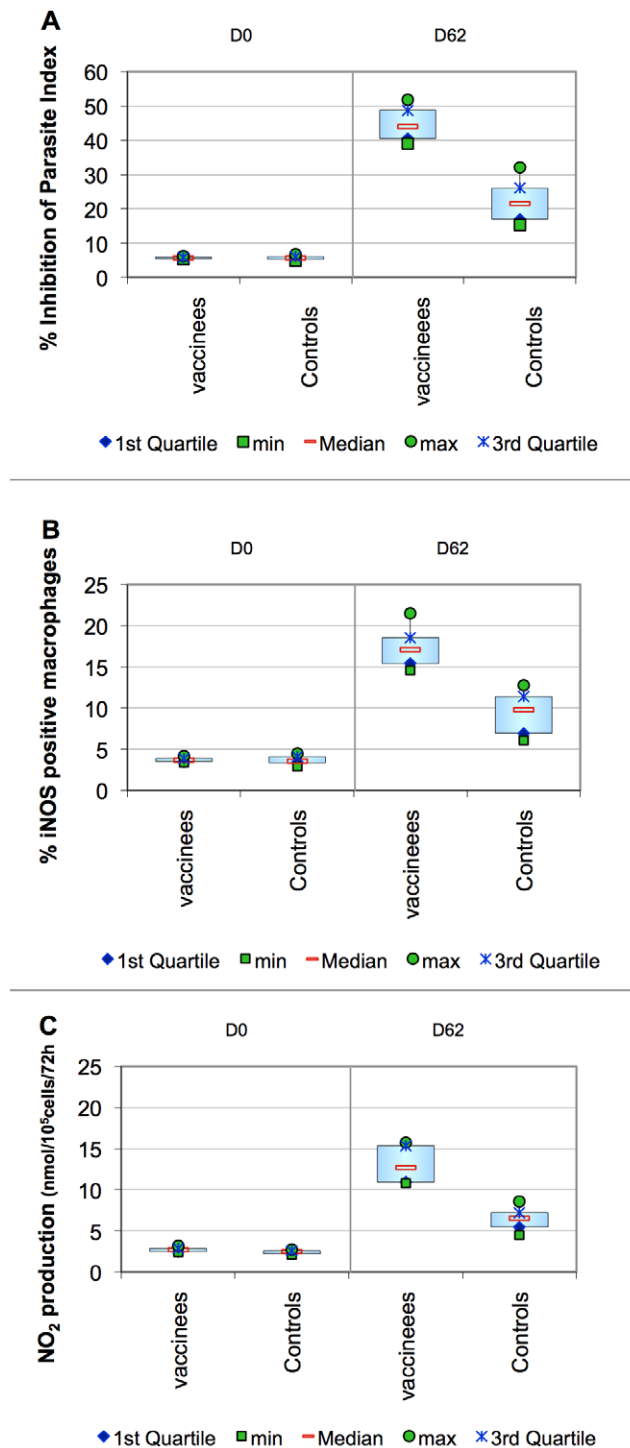 A
D0 D62
% Inhibition of Parasite Index
60
50
40
30
20
10
0
vaccinees
Controls
vaccineees
Controls
1st Quartile min Median max 3rd Quartile
B
D0 D62
% iNOS positive macrophages
25
20
15
10
5
0
vaccinees
Controls
vaccineees
Controls
1st Quartile min Median max 3rd Quartile
C
D0 D62
NO₂ production (nmol/10⁵cells/72h)
25
20
15
10
5
0
vaccinees
Controls
vaccineees
Controls
1st Quartile min Median max 3rd Quartile